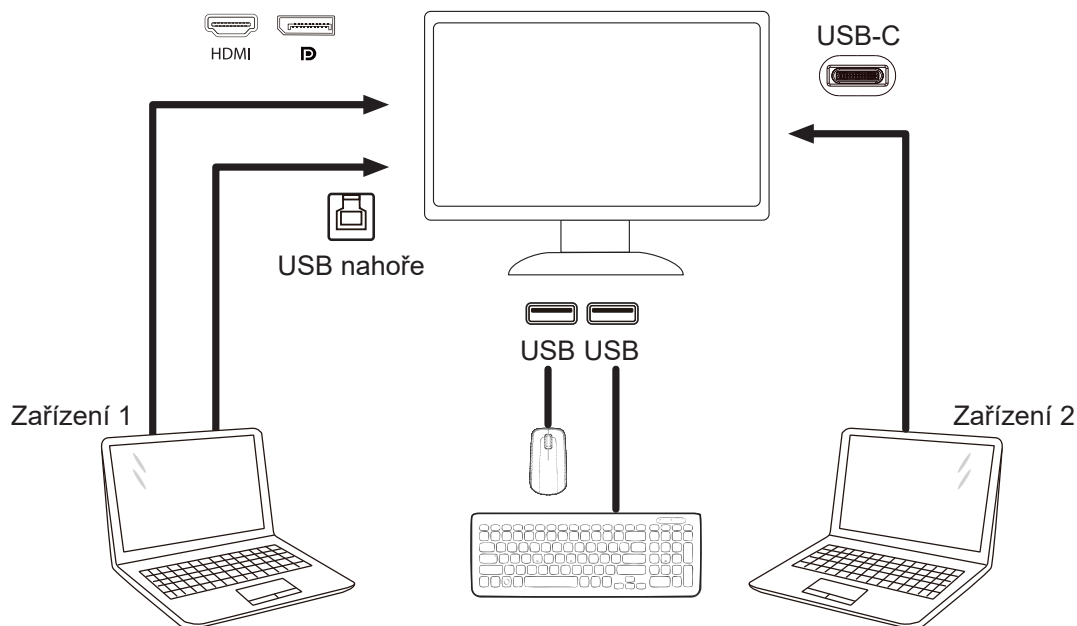 HDMI
USB-C
USB nahoře
USB USB
Zařízení 1
Zařízení 2